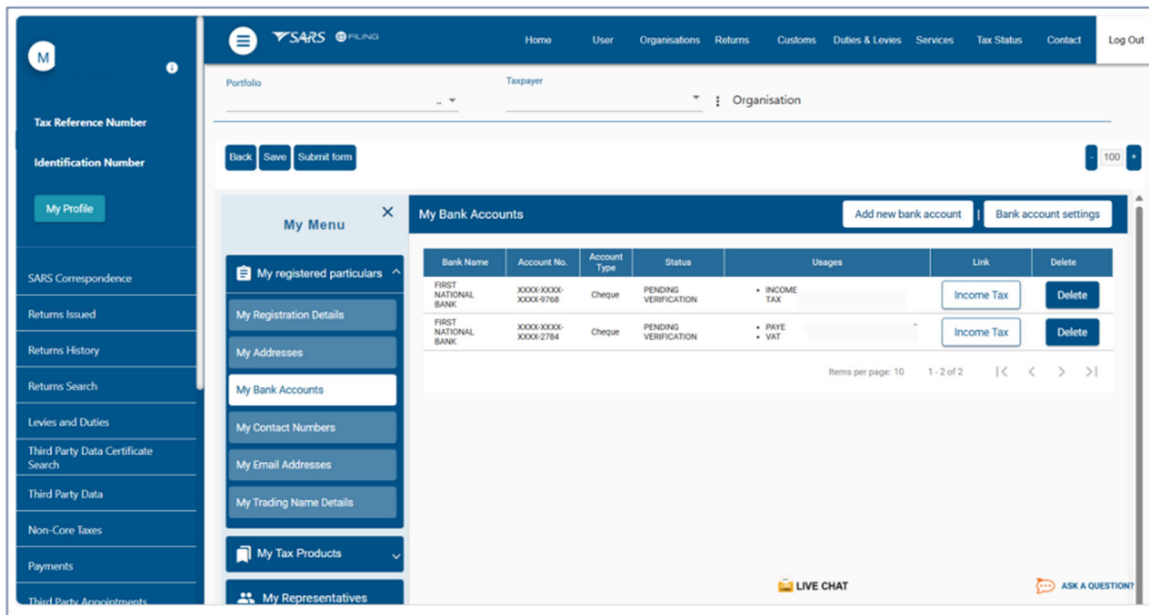 M
SARS eFILING
Home User Organisations Returns Customs Duties & Levies Services Tax Status Contact Log Out
Portfolio
Taxpayer
Organisation
Tax Reference Number
Identification Number
My Profile
SARS Correspondence
Returns Issued
Returns History
Returns Search
Levies and Duties
Third Party Data Certificate
Search
Third Party Data
Non-Core Taxes
Payments
Third Party Appointments
Back Save Submit form
- 100 +
My Menu
My registered particulars
My Registration Details
My Addresses
My Bank Accounts
My Contact Numbers
My Email Addresses
My Trading Name Details
My Tax Products
My Representatives
My Bank Accounts
Add new bank account | Bank account settings
Bank Name Account No. Account Type Status Usages Link Delete
FIRST NATIONAL BANK XXXX-XXXX-XXXX-9768 Cheque PENDING VERIFICATION • INCOME TAX Income Tax Delete
FIRST NATIONAL BANK XXXX-XXXX-XXXX-2784 Cheque PENDING VERIFICATION • PAYE • VAT Income Tax Delete
Items per page: 10 1 - 2 of 2
LIVE CHAT
ASK A QUESTION?